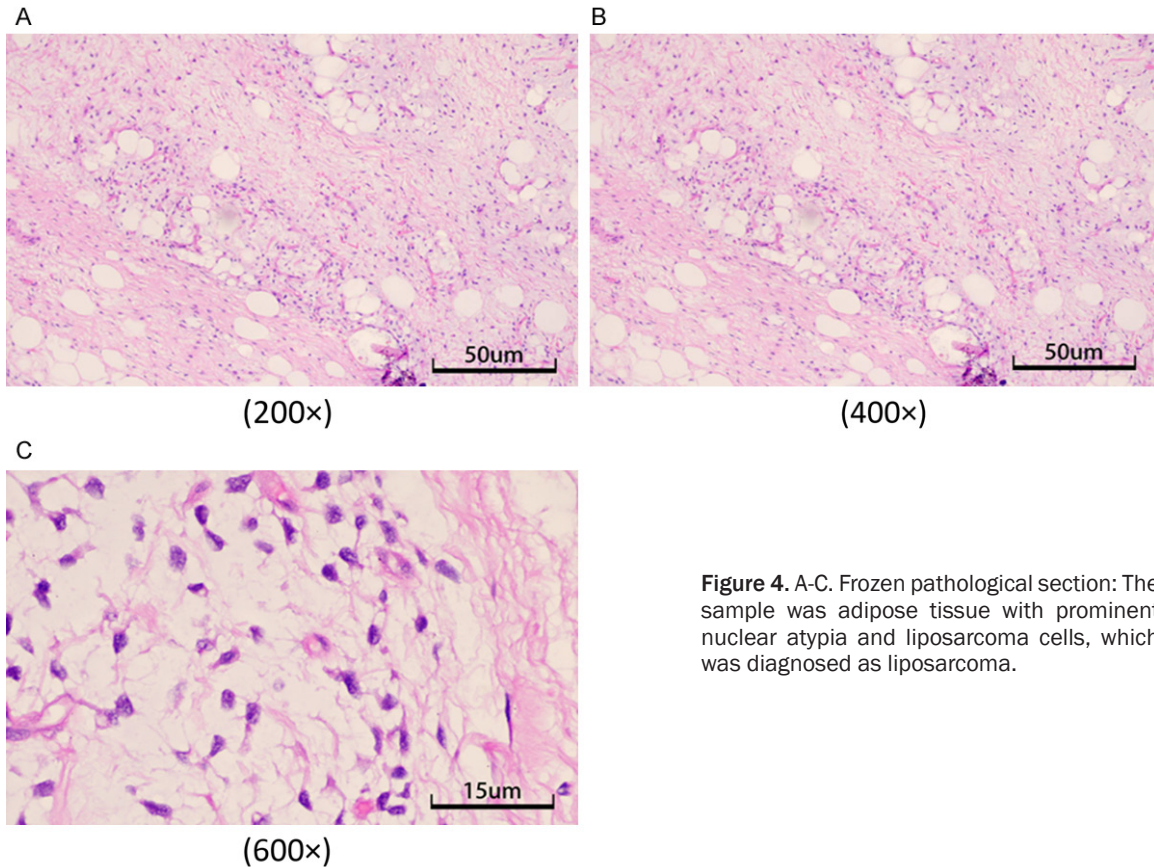 A
B
50um
50um
(200×)
(400×)
C
15um
(600×)
Figure 4. A-C. Frozen pathological section: The
sample was adipose tissue with prominent
nuclear atypia and liposarcoma cells, which
was diagnosed as liposarcoma.